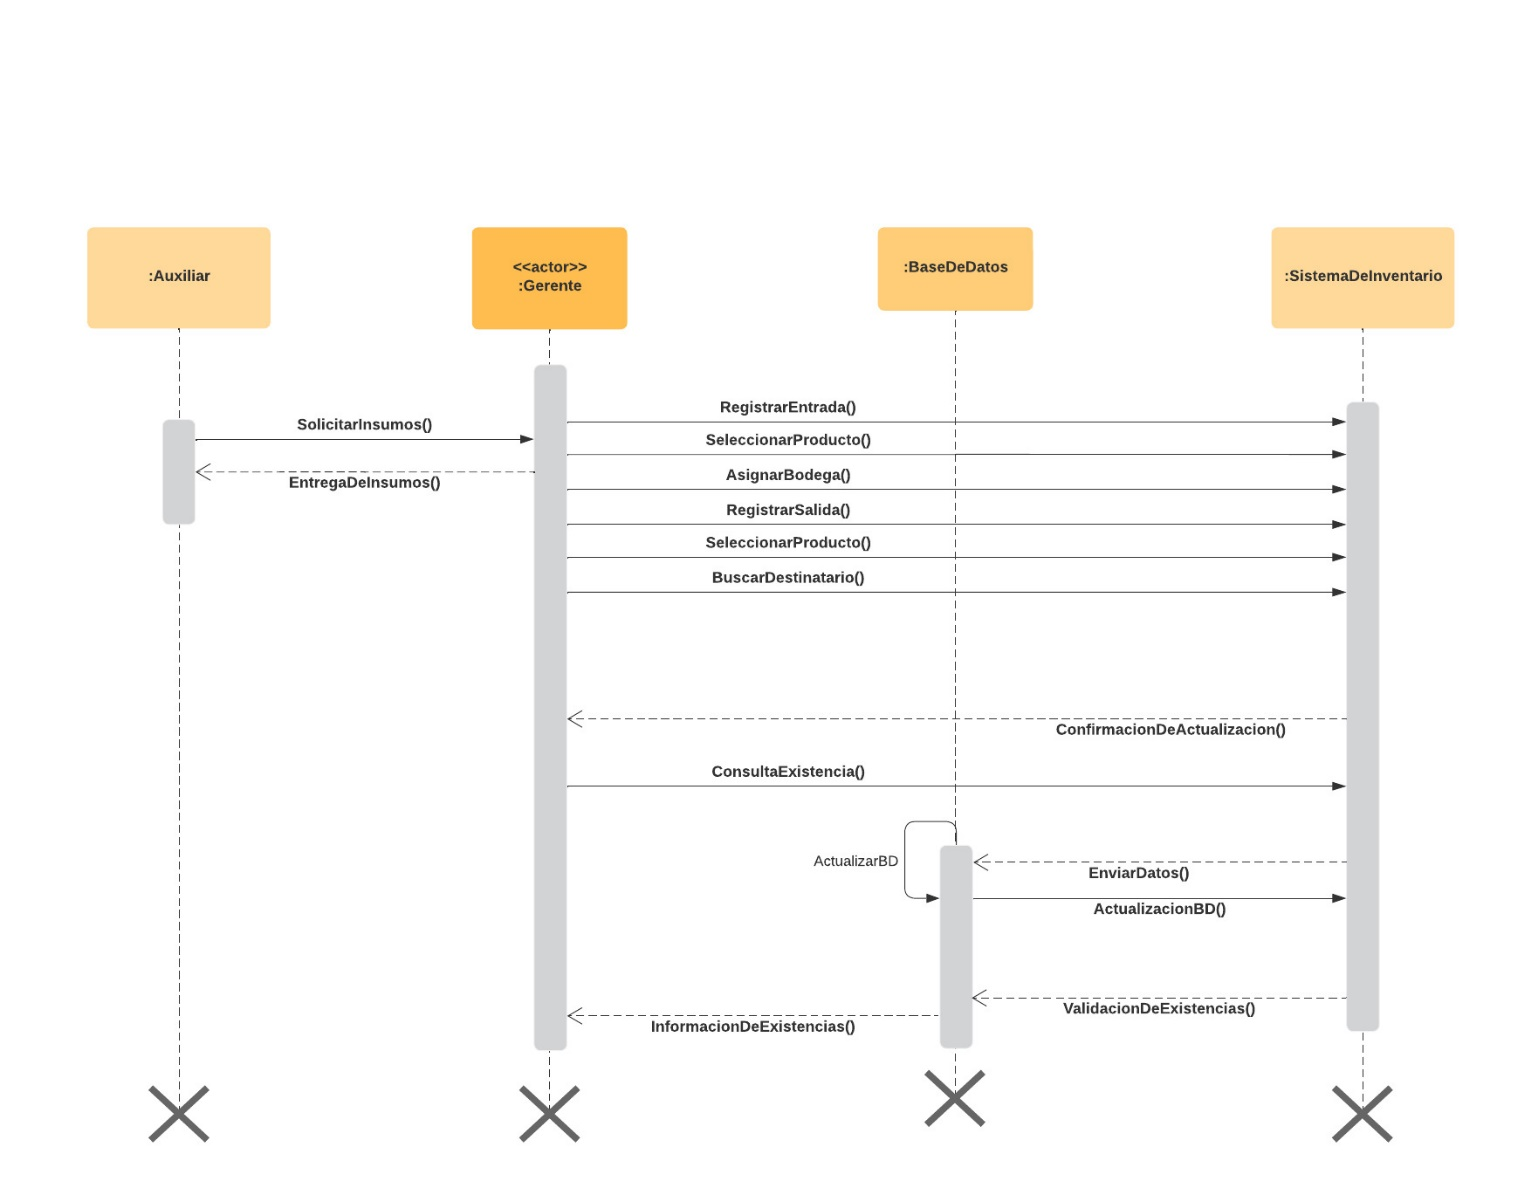 :Auxiliar
<<actor>>
:Gerente
:BaseDeDatos
:SistemaDeInventario
RegistrarEntrada()
SolicitarInsumos()
SeleccionarProducto()
AsignarBodega()
EntregaDeInsumos()
RegistrarSalida()
SeleccionarProducto()
BuscarDestinatario()
ConfirmacionDeActualizacion()
ConsultaExistencia()
ActualizarBD
EnviarDatos()
ActualizacionBD()
ValidacionDeExistencias()
InformacionDeExistencias()